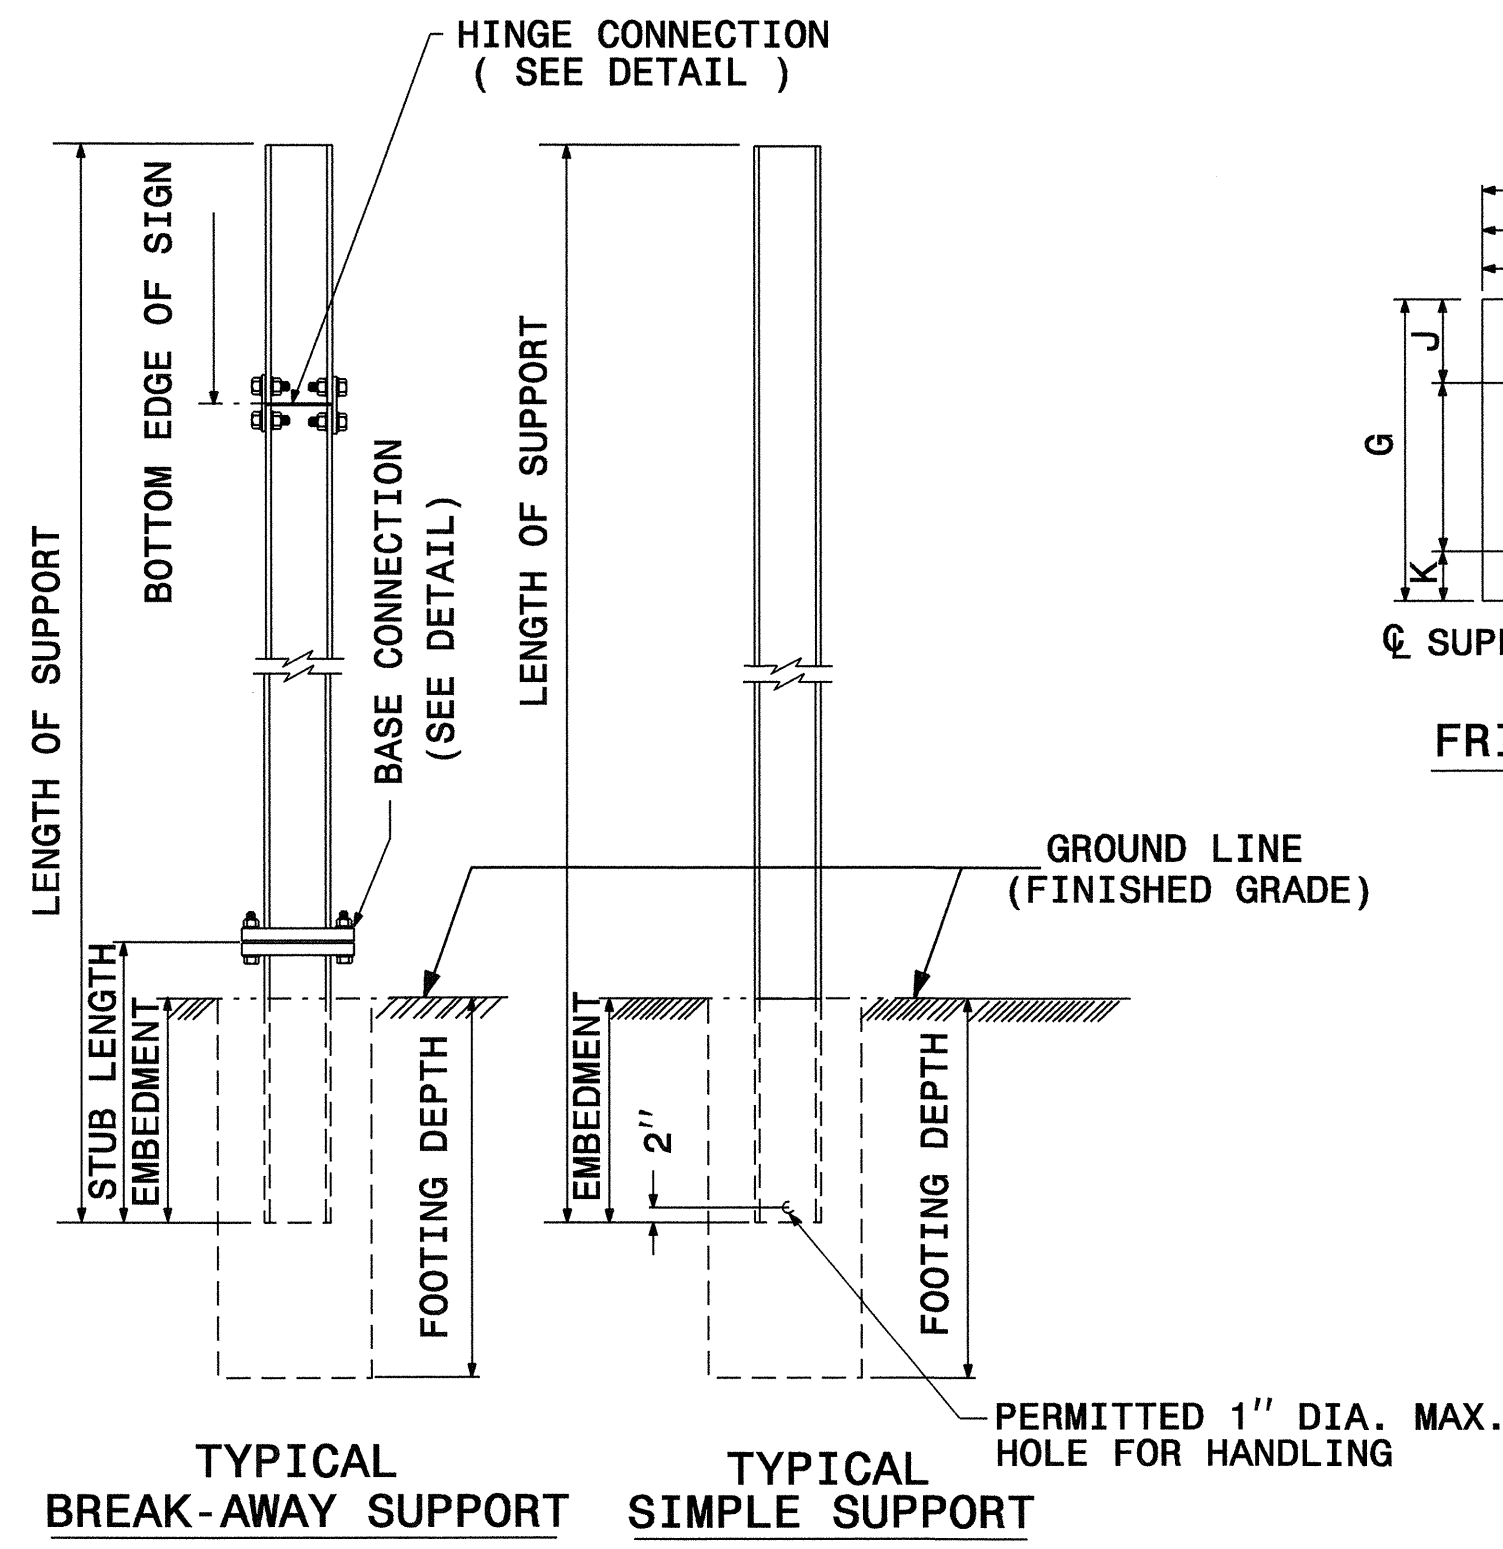 HINGE CONNECTION
( SEE DETAIL )
BOTTOM EDGE OF SIGN
LENGTH OF SUPPORT
BASE CONNECTION
(SEE DETAIL)
STUB LENGTH
EMBEDMENT
FOOTING DEPTH
LENGTH OF SUPPORT
GROUND LINE
(FINISHED GRADE)
EMBEDMENT
2"
FOOTING DEPTH
PERMITTED 1" DIA. MAX.
HOLE FOR HANDLING
TYPICAL
BREAK-AWAY SUPPORT
TYPICAL
SIMPLE SUPPORT
J
G
K
℄